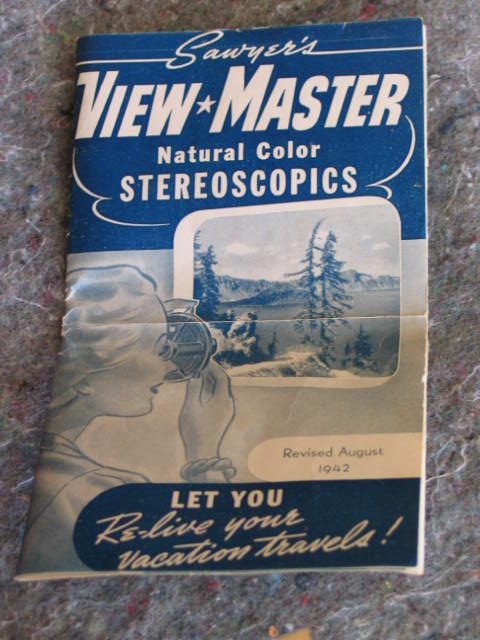 Sawyer's
VIEW★MASTER
Natural Color
STEREOSCOPICS
Revised August
1942
LET YOU
Re-live your
vacation travels!